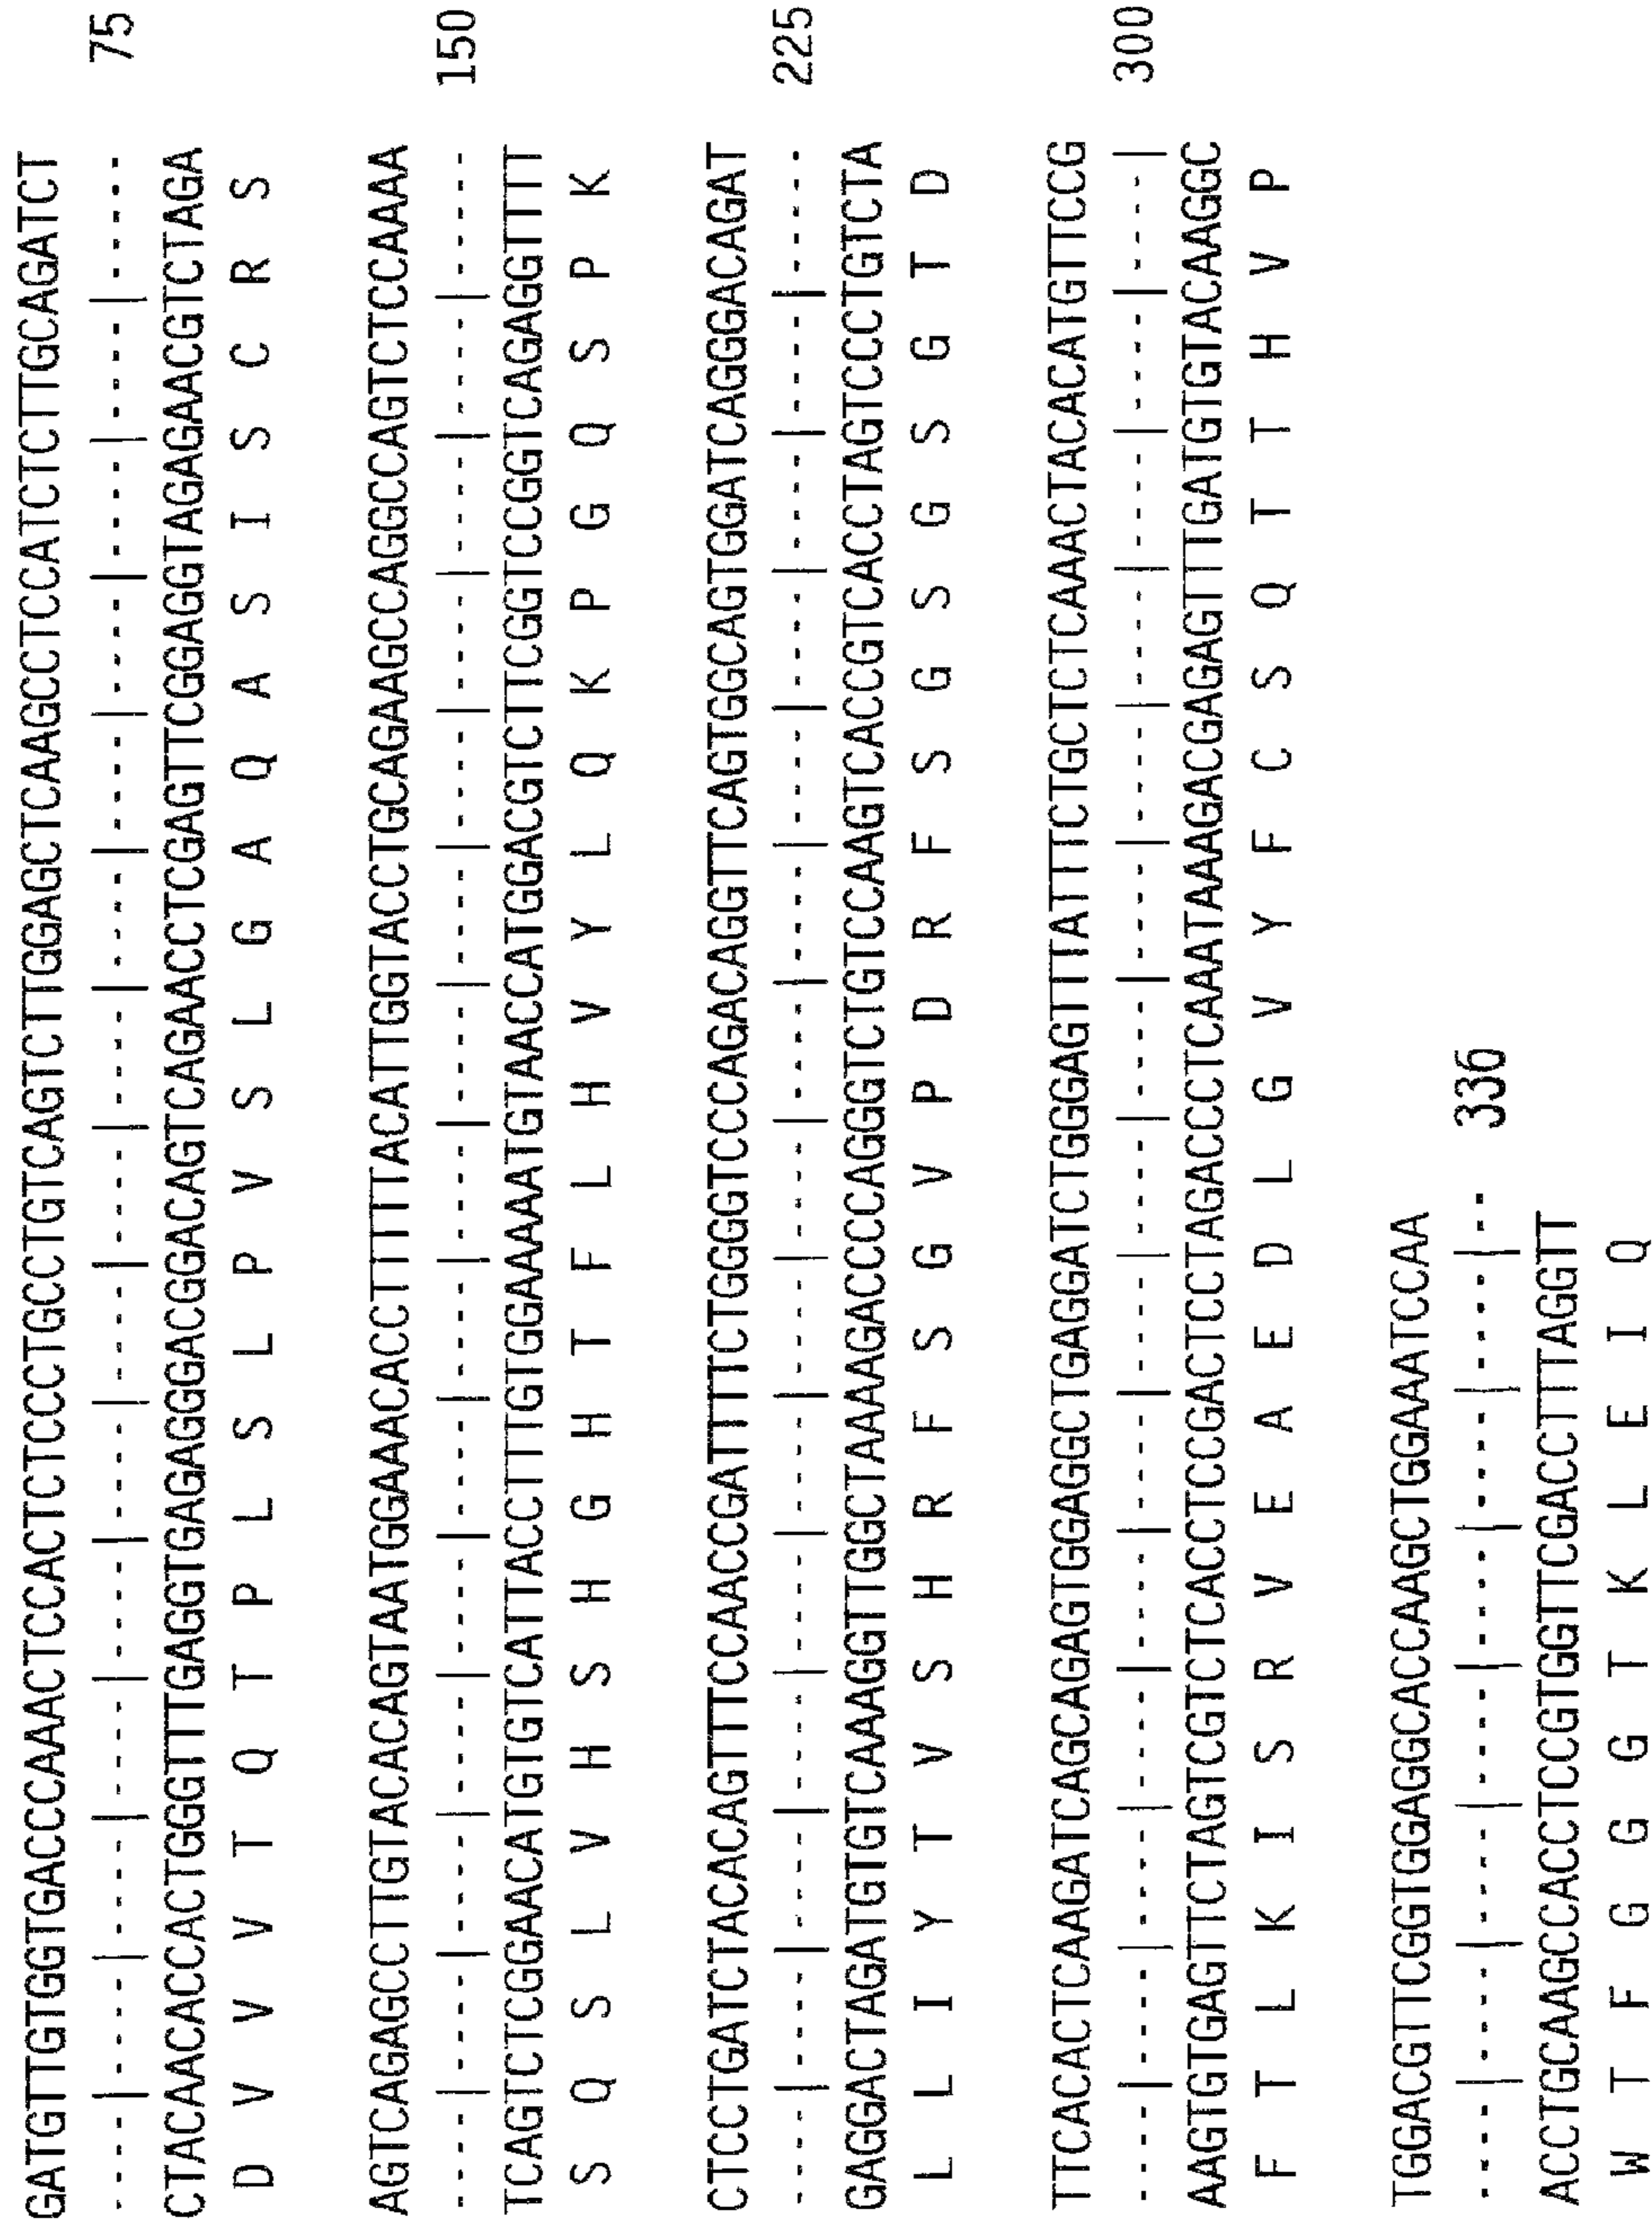 GATGTTGTGGTGACCCAAACTCCACTCTCCCTGCCTGTCAGTCTTGGAGCTCAAGCCTCCATCTCTTGCAGATCT
----|----|----|----|----|----|----|----|----|----|----|----|----|----|----- 75
CTACAACACCACTGGGTTTGAGGTGAGAGGGACGGACAGTCAGAACCTCGAGTTCGGAGGTAGAGAACGTCTAGA
D V V V T Q T P L S L P V S L G A Q A S I S C R S
AGTCAGAGCCTTGTACACAGTAATGGAAACACCTTTTTACATTGGTACCTGCAGAAGCCAGGCCAGTCTCCAAAA
----|----|----|----|----|----|----|----|----|----|----|----|----|----|----- 150
TCAGTCTCGGAACATGTGTCATTACCTTTGTGGAAAAATGTAACCATGGACGTCTTCGGTCCGGTCAGAGGTTTT
S Q S L V H S H G H T F L H V Y L Q K P G Q S P K
CTCCTGATCTACACAGTTTCCAACCGATTTTCTGGGGTCCCAGACAGGTTCAGTGGCAGTGGATCAGGGACAGAT
----|----|----|----|----|----|----|----|----|----|----|----|----|----|----- 225
GAGGACTAGATGTGTCAAAGGTTGGCTAAAAGACCCCAGGGTCTGTCCAAGTCACCGTCACCTAGTCCCTGTCTA
L L I Y T V S H R F S G V P D R F S G S G S G T D
TTCACACTCAAGATCAGCAGAGTGGAGGCTGAGGATCTGGGAGTTTATTTCTGCTCTCAAACTACACATGTTCCG
----|----|----|----|----|----|----|----|----|----|----|----|----|----|----| 300
AAGTGTGAGTTCTAGTCGTCTCACCTCCGACTCCTAGACCCTCAAATAAAGACGAGAGTTTGATGTGTACAAGGC
F T L K I S R V E A E D L G V Y F C S Q T T H V P
TGGACGTTCGGTGGAGGCACCAAGCTGGAAATCCAA
----|----|----|----|----|----|----|-- 336
ACCTGCAAGCCACCTCCGTGGTTCGACCTTTAGGTT
W T F G G G T K L E I Q